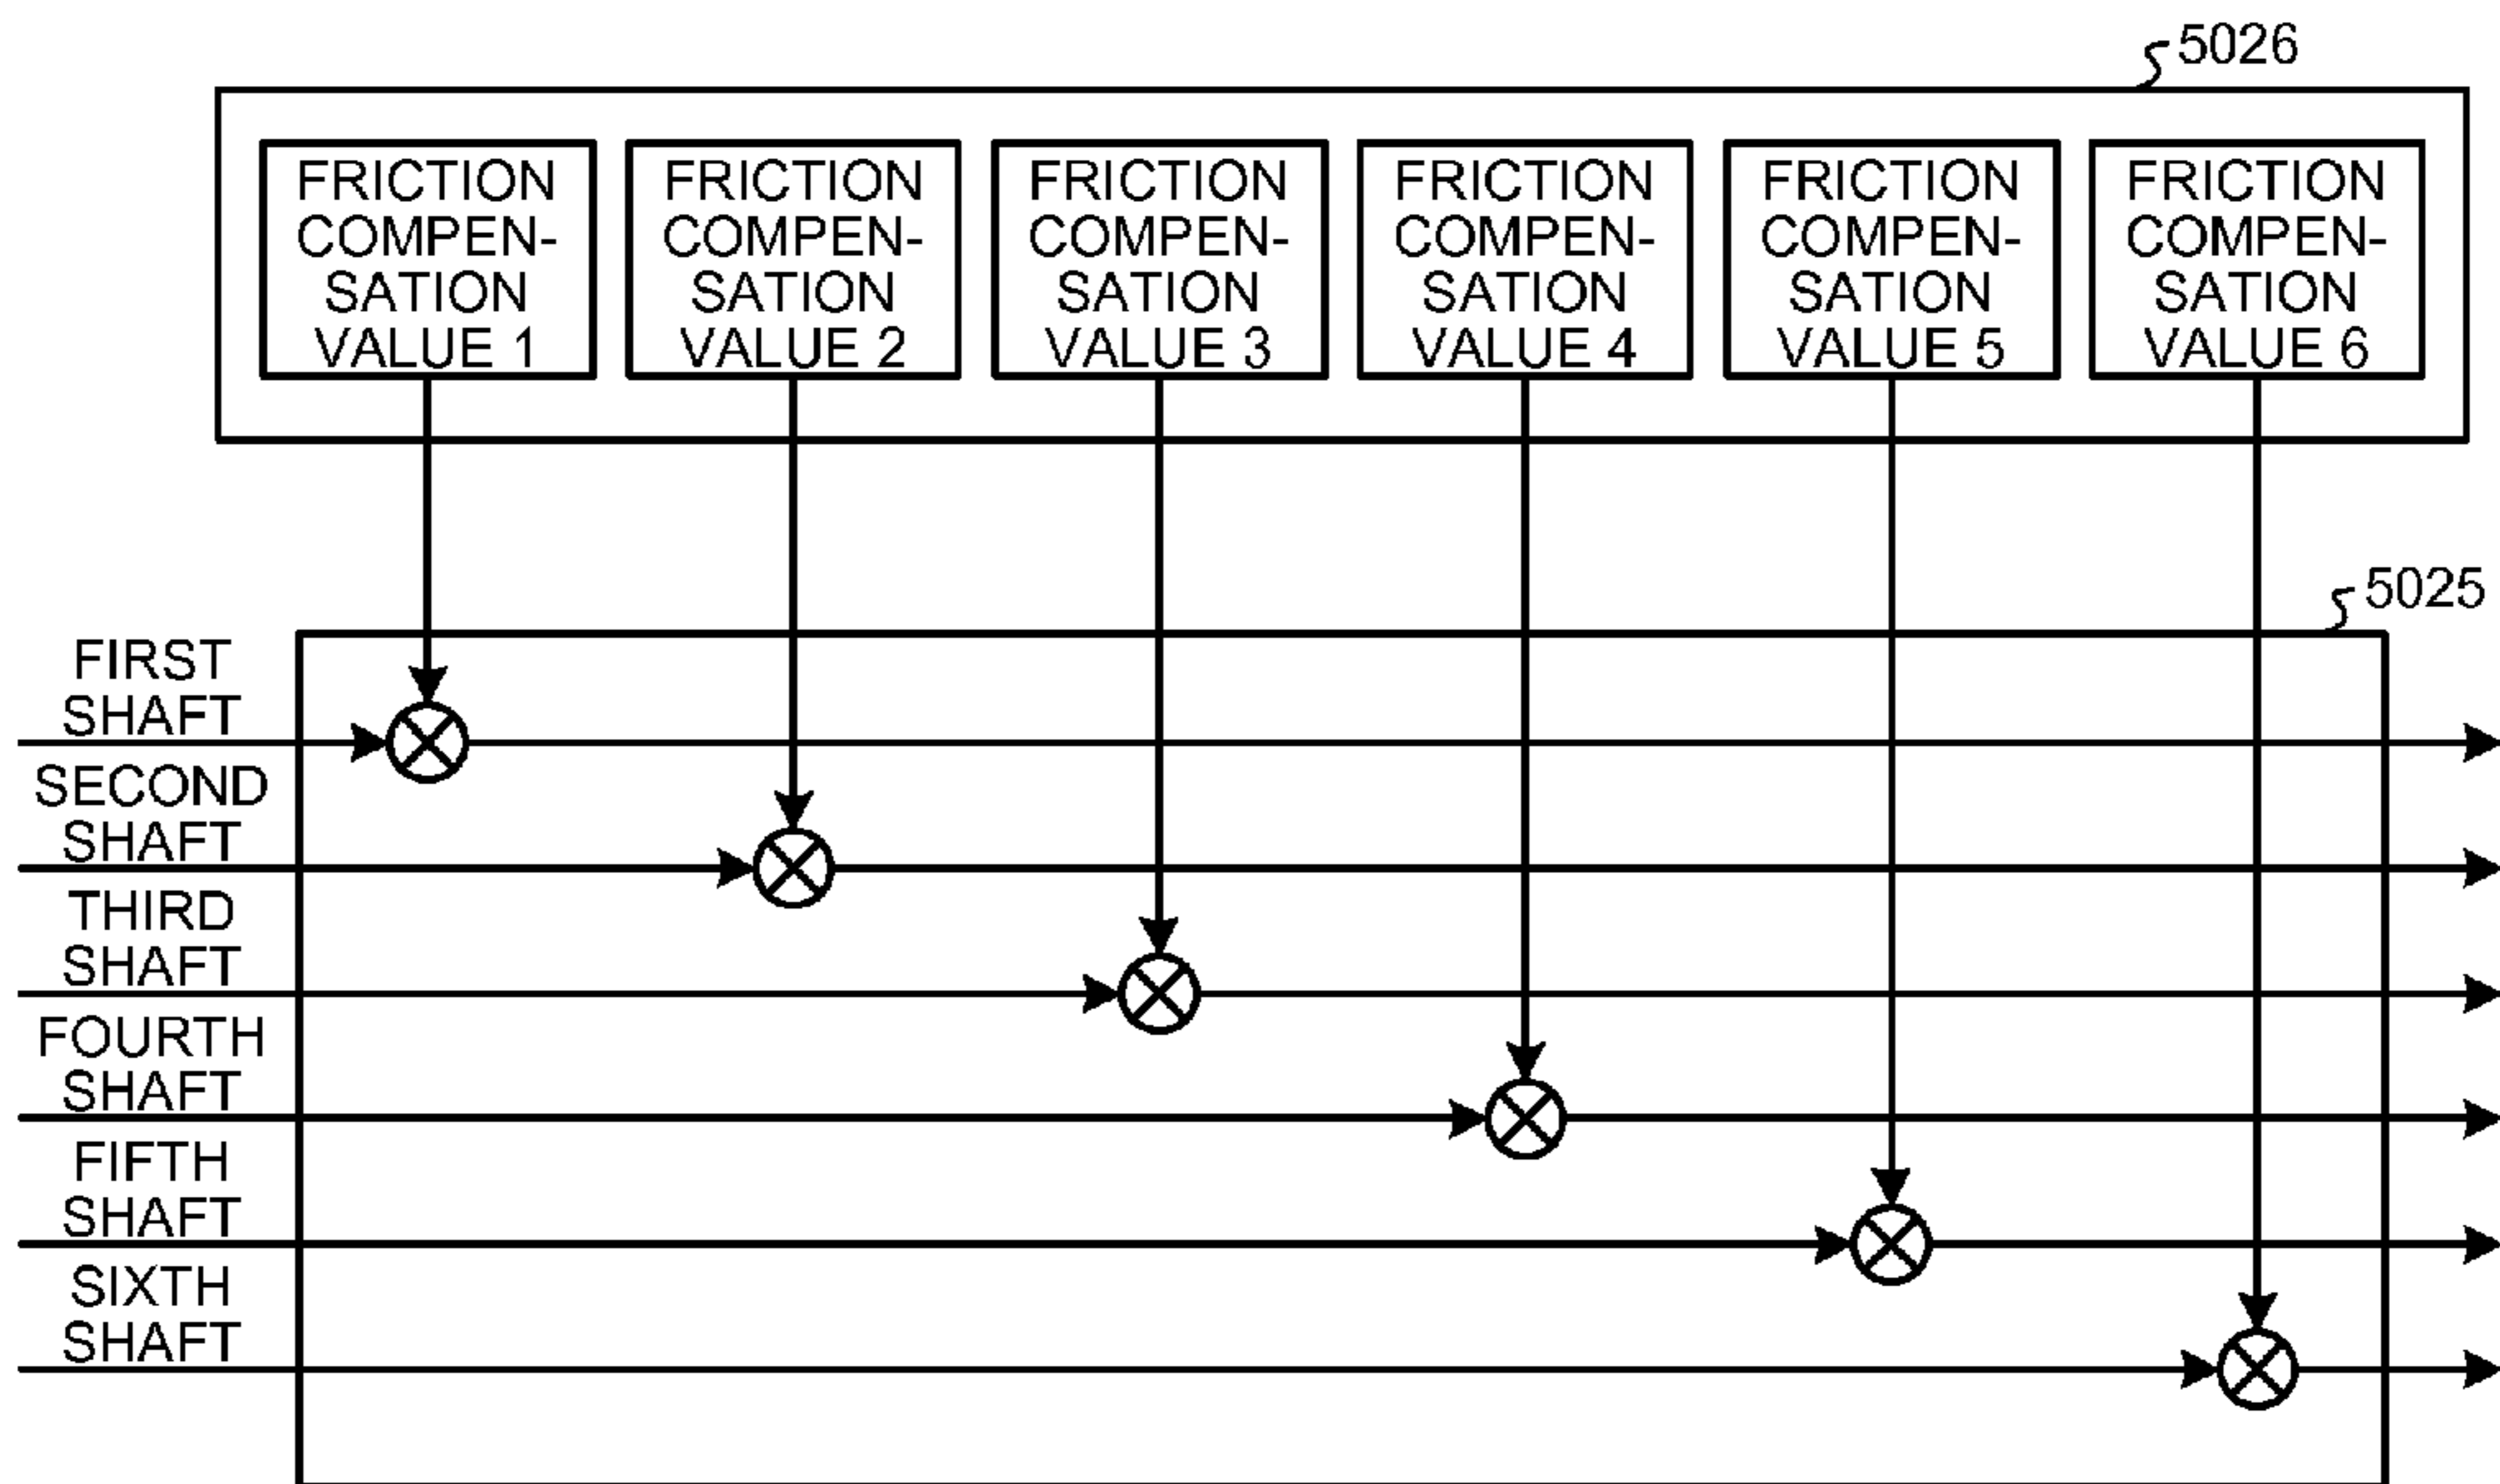 5026
FRICTION
COMPEN-
SATION
VALUE 1
FRICTION
COMPEN-
SATION
VALUE 2
FRICTION
COMPEN-
SATION
VALUE 3
FRICTION
COMPEN-
SATION
VALUE 4
FRICTION
COMPEN-
SATION
VALUE 5
FRICTION
COMPEN-
SATION
VALUE 6
5025
FIRST
SHAFT
SECOND
SHAFT
THIRD
SHAFT
FOURTH
SHAFT
FIFTH
SHAFT
SIXTH
SHAFT